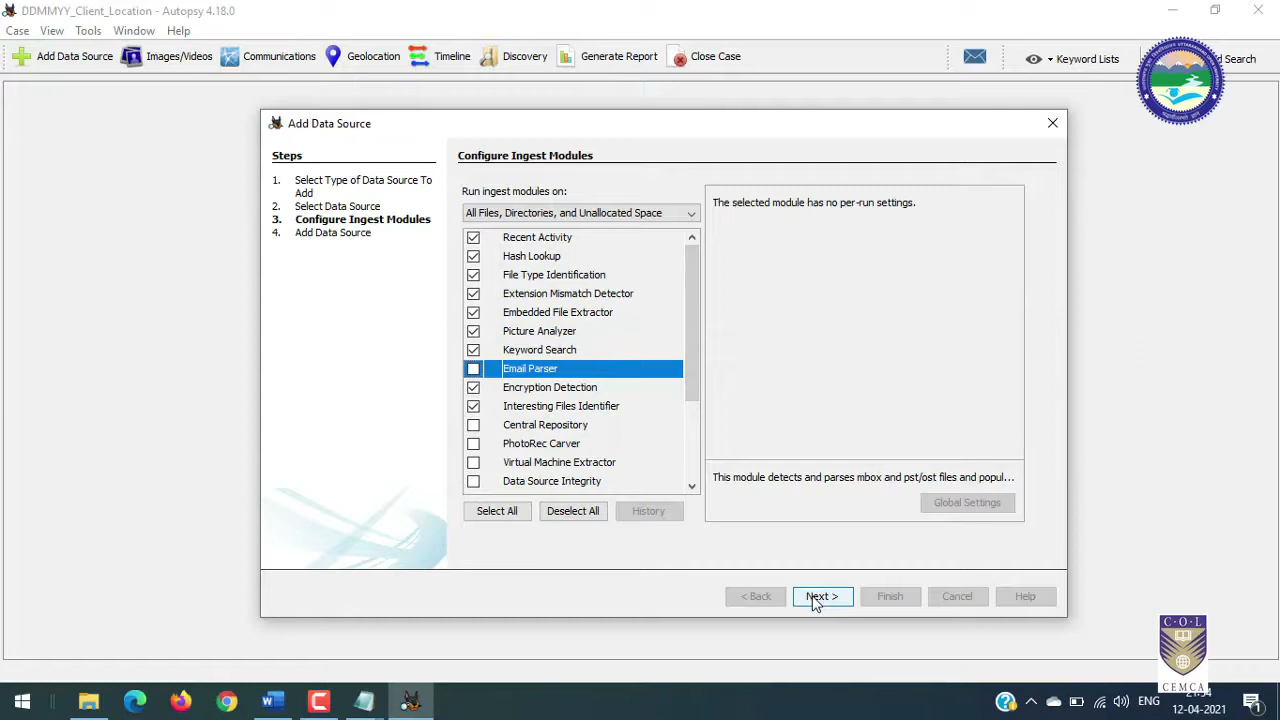 DDMMYY_Client_Location - Autopsy 4.18.0
Case View Tools Window Help
Add Data Source Images/Videos Communications Geolocation Timeline Discovery Generate Report Close Case Keyword Lists Search
Add Data Source
Steps
1. Select Type of Data Source To Add
2. Select Data Source
3. Configure Ingest Modules
4. Add Data Source
Configure Ingest Modules
Run ingest modules on:
All Files, Directories, and Unallocated Space
Recent Activity
Hash Lookup
File Type Identification
Extension Mismatch Detector
Embedded File Extractor
Picture Analyzer
Keyword Search
Email Parser
Encryption Detection
Interesting Files Identifier
Central Repository
PhotoRec Carver
Virtual Machine Extractor
Data Source Integrity
Select All Deselect All History
The selected module has no per-run settings.
This module detects and parses mbox and pst/ost files and popul...
Global Settings
< Back Next > Finish Cancel Help
C·O·L
CEMCA
ENG
12-04-2021
1